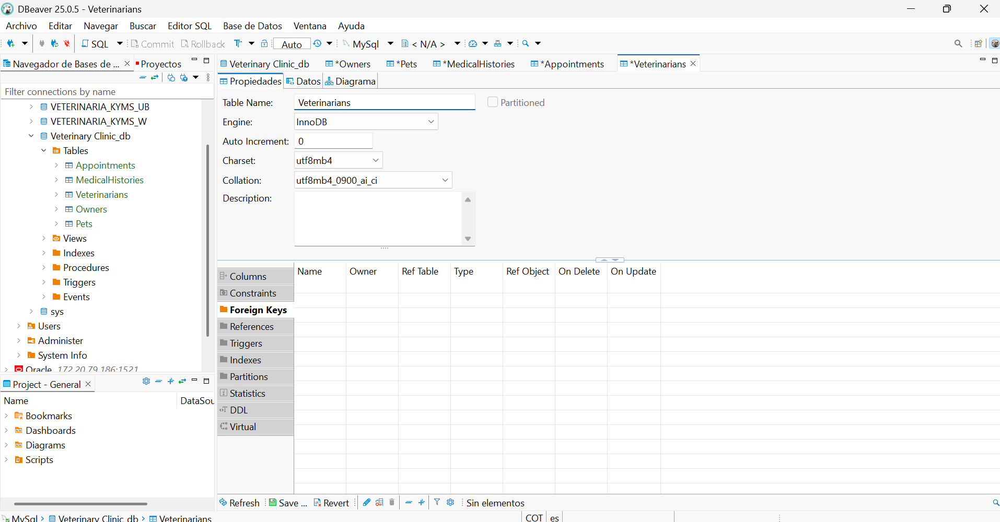 DBeaver 25.0.5 - Veterinarians
Archivo Editar Navegar Buscar Editor SQL Base de Datos Ventana Ayuda
SQL Commit Rollback Auto MySql < N/A >
Navegador de Bases de ... Proyectos
Filter connections by name
VETERINARIA_KYMS_UB
VETERINARIA_KYMS_W
Veterinary Clinic_db
Tables
Appointments
MedicalHistories
Veterinarians
Owners
Pets
Views
Indexes
Procedures
Triggers
Events
sys
Users
Administer
System Info
Oracle 172.20.79.186:1521
Project - General
Name DataSou
Bookmarks
Dashboards
Diagrams
Scripts
Veterinary Clinic_db *Owners *Pets *MedicalHistories *Appointments *Veterinarians
Propiedades Datos Diagrama
Table Name: Veterinarians Partitioned
Engine: InnoDB
Auto Increment: 0
Charset: utf8mb4
Collation: utf8mb4_0900_ai_ci
Description:
Columns
Constraints
Foreign Keys
References
Triggers
Indexes
Partitions
Statistics
DDL
Virtual
Name Owner Ref Table Type Ref Object On Delete On Update
Refresh Save ... Revert Sin elementos
MySql Veterinary Clinic_db Veterinarians COT es